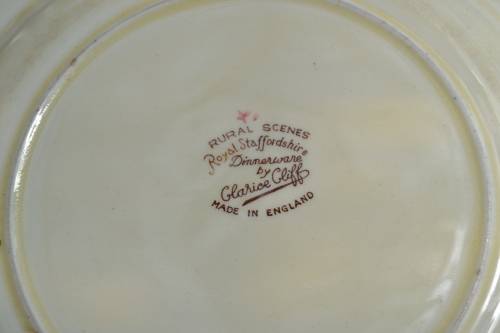 RURAL SCENES
Royal Staffordshire
Dinnerware
by
Clarice Cliff
MADE IN ENGLAND